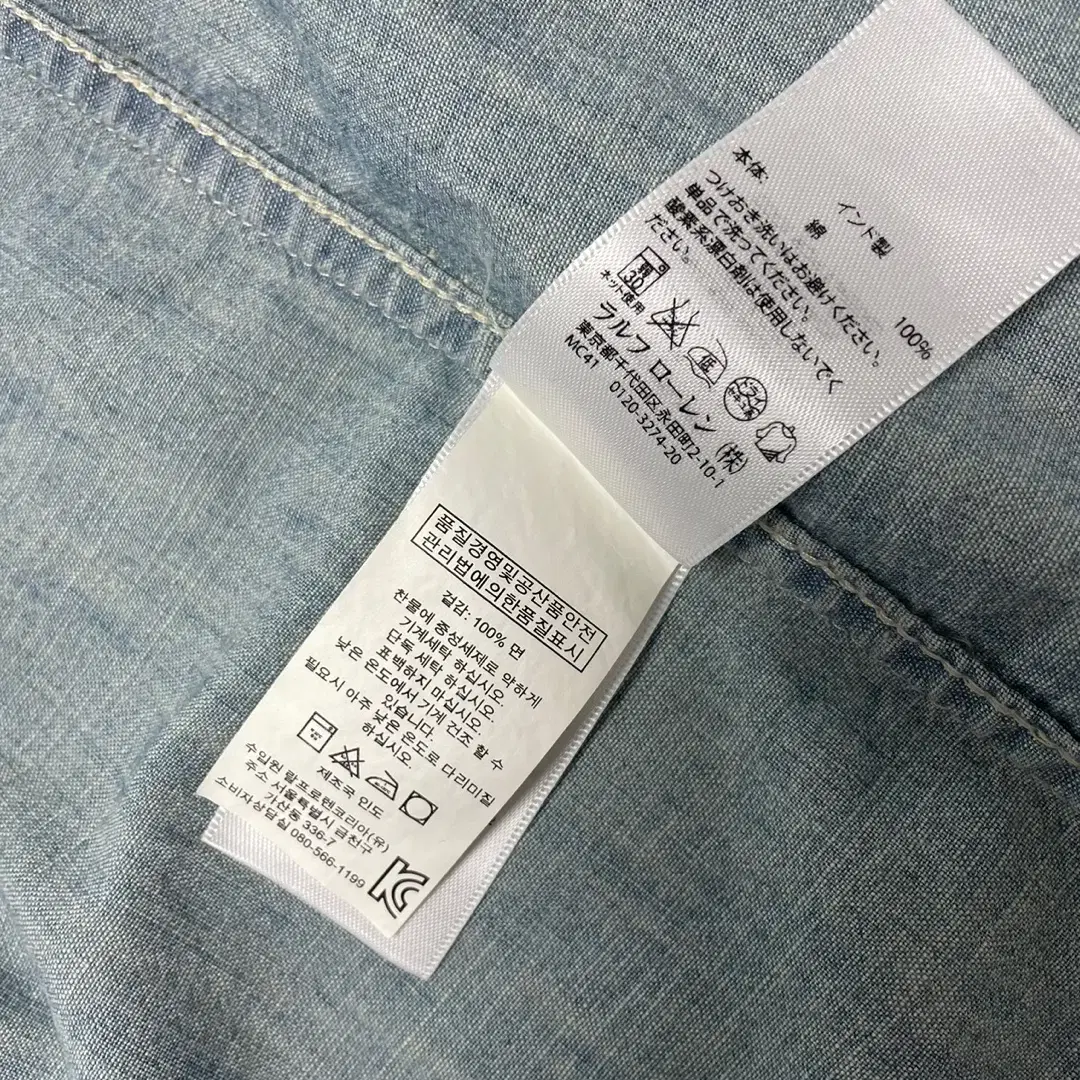 インド製
本体: 綿 100%
つけおき洗いはお避けください。
単品で洗ってください。
酸素系漂白剤は使用しないでく
ださい。
30
ネット使用
ラルフ ローレン (株)
東京都千代田区永田町2-10-1
MC41 0120-3274-20
품질경영및공산품안전
관리법에의한품질표시
겉감: 100% 면
찬물에 중성세제로 약하게
기계세탁 하십시오.
단독 세탁 하십시오.
표백하지 마십시오.
낮은 온도에서 기계 건조 할 수
있습니다.
필요시 아주 낮은 온도로 다리미질
하십시오.
제조국 인도
수입원 랄프로렌코리아(유)
주소 서울특별시 금천구
가산동 336-7
소비자상담실 080-566-1199